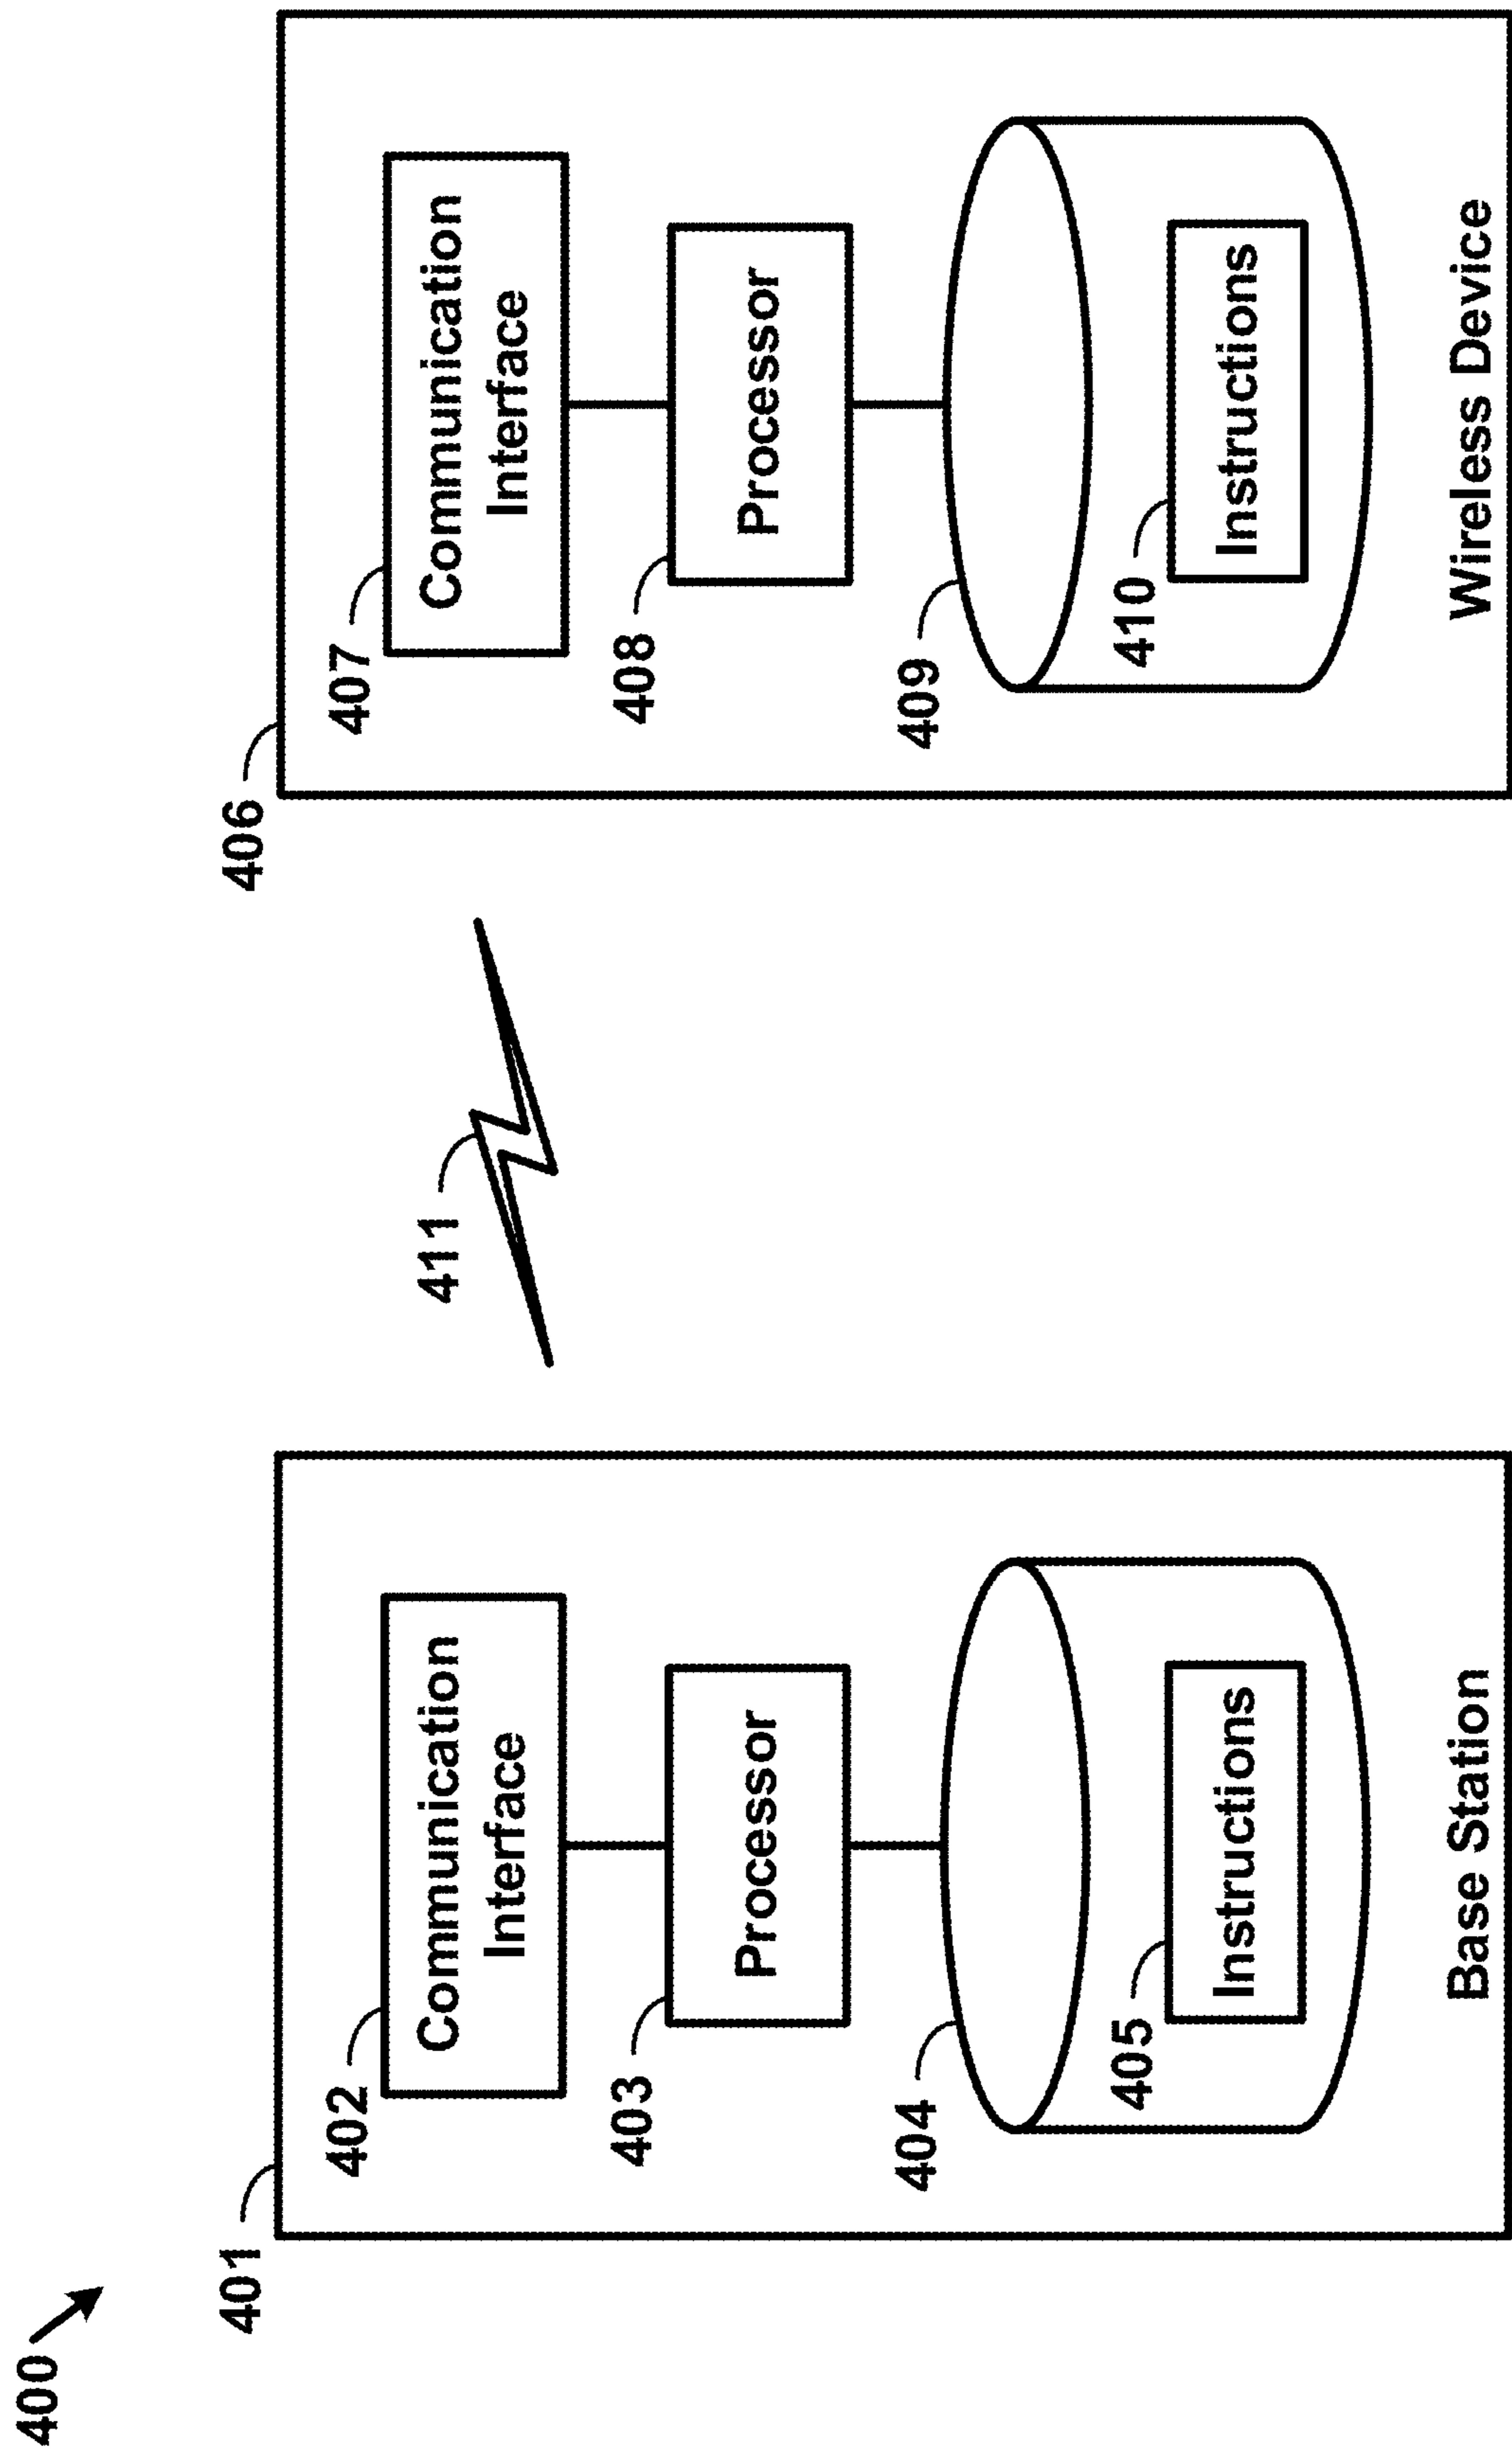 400
401
402
Communication
Interface
403
Processor
404
405
Instructions
Base Station
411
406
407
Communication
Interface
408
Processor
409
410
Instructions
Wireless Device